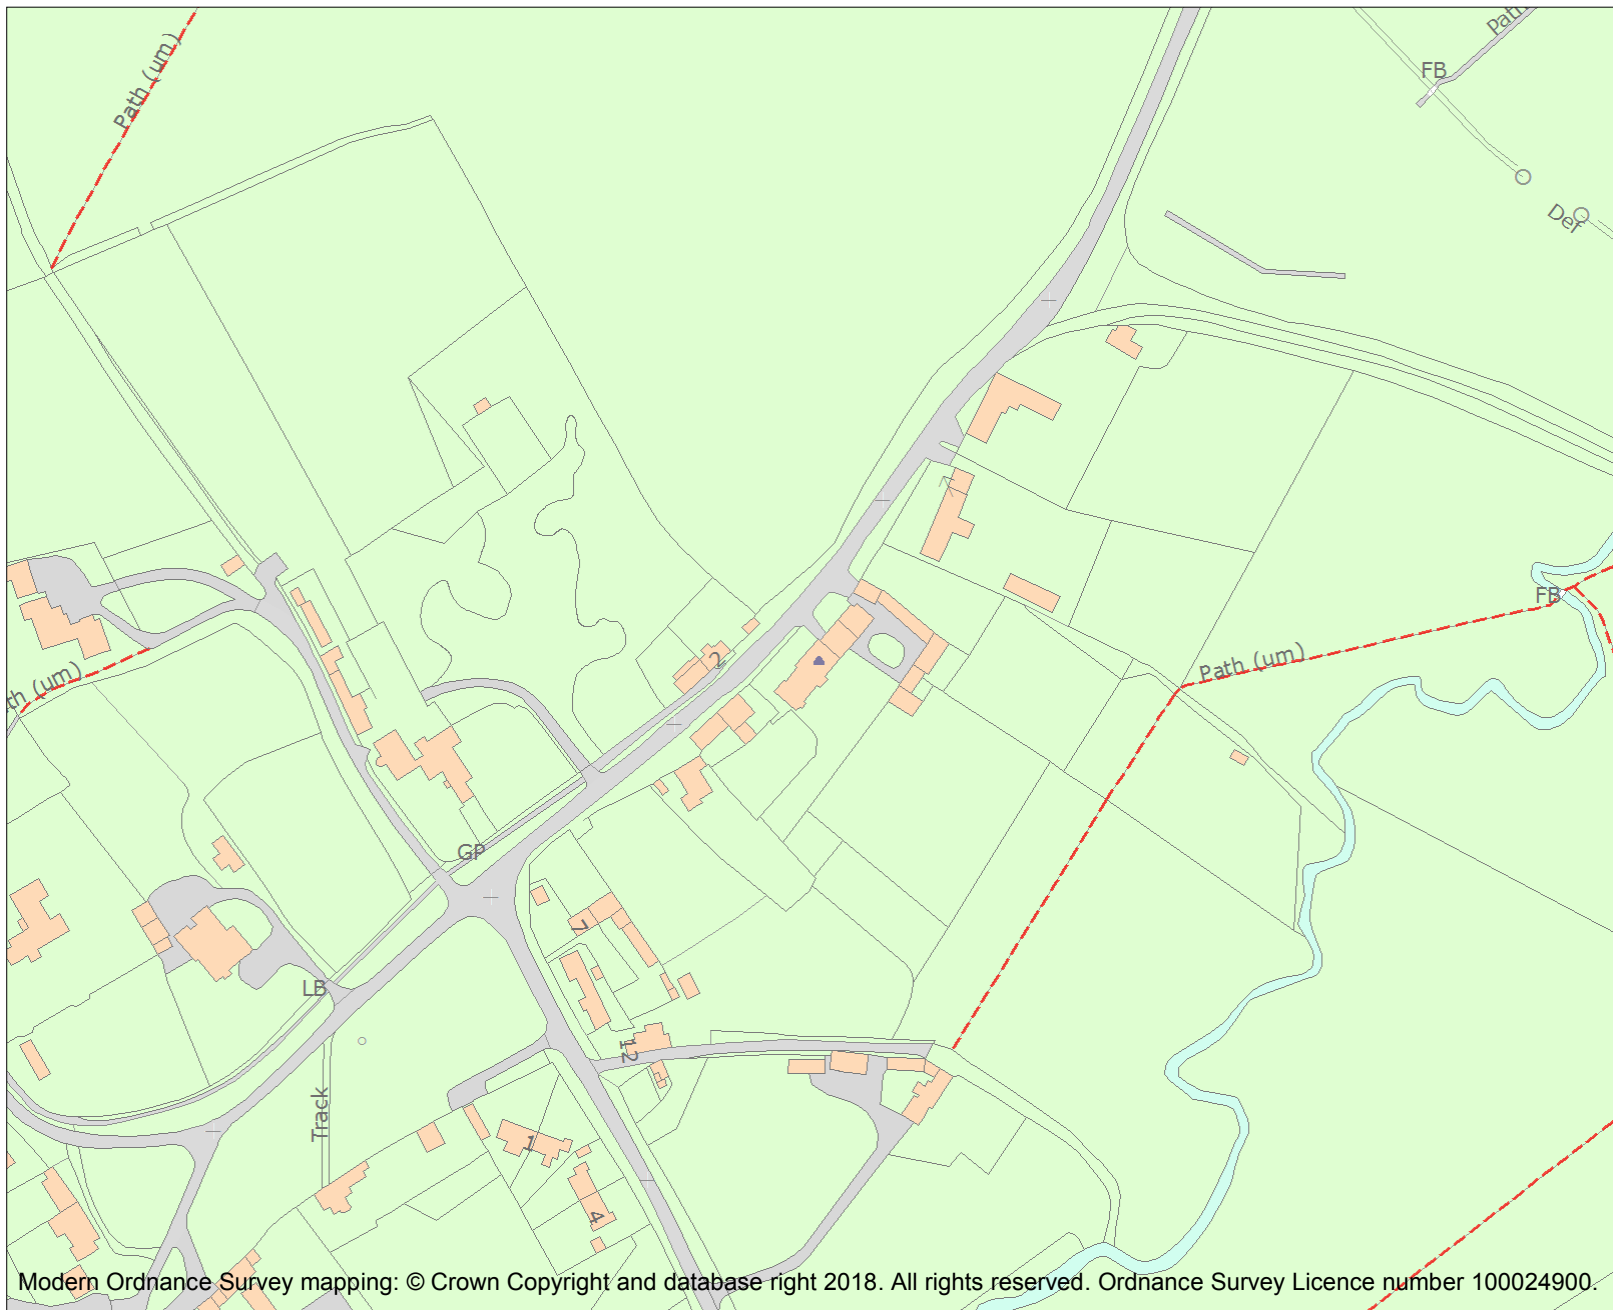 Path (um)
Path
FB
Def
2
FB
Path (um)
th (um)
GP
7
LB
12
Track
1
4
Modern Ordnance Survey mapping: © Crown Copyright and database right 2018. All rights reserved. Ordnance Survey Licence number 100024900.